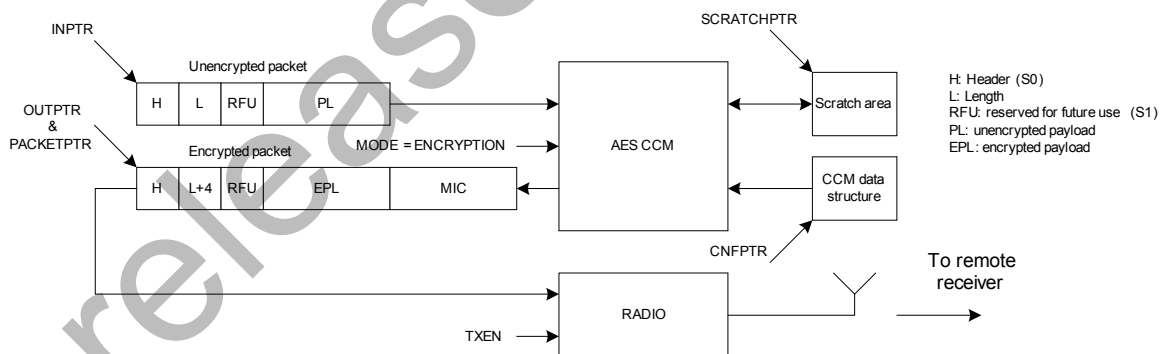 SCRATCHPTR
INPTR
Unencrypted packet
H L RFU PL
H: Header (S0)
L: Length
RFU: reserved for future use (S1)
PL: unencrypted payload
EPL: encrypted payload
Scratch area
OUTPTR
&
PACKETPTR
MODE = ENCRYPTION
AES CCM
Encrypted packet
H L+4 RFU EPL MIC
CCM data
structure
CNFPTR
To remote
receiver
RADIO
TXEN
release